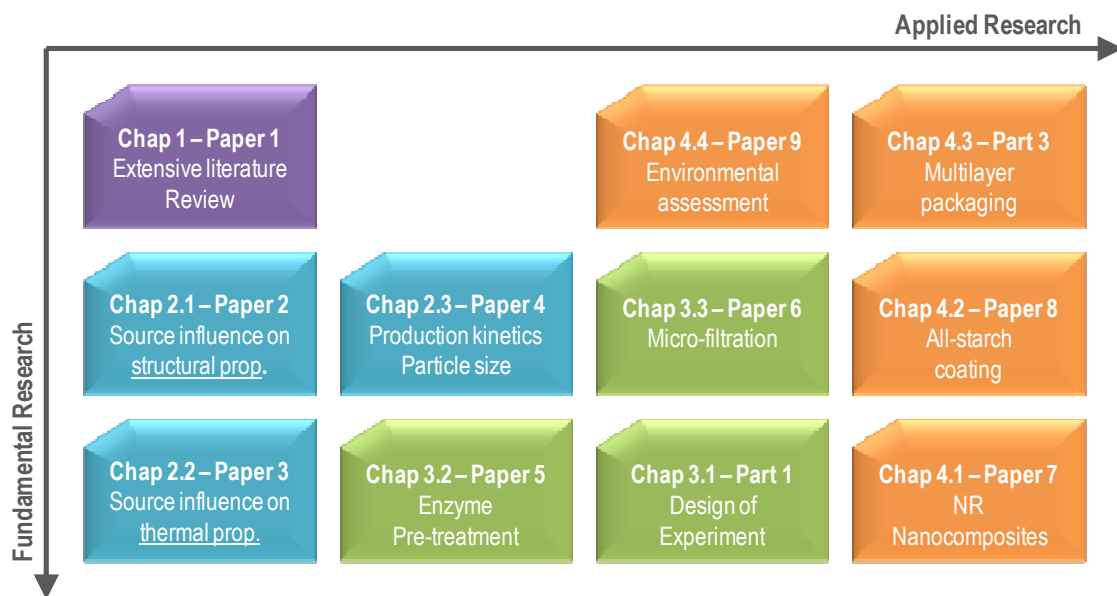 Applied Research
Fundamental Research
Chap 1 – Paper 1
Extensive literature
Review
Chap 4.4 – Paper 9
Environmental
assessment
Chap 4.3 – Part 3
Multilayer
packaging
Chap 2.1 – Paper 2
Source influence on
structural prop.
Chap 2.3 – Paper 4
Production kinetics
Particle size
Chap 3.3 – Paper 6
Micro-filtration
Chap 4.2 – Paper 8
All-starch
coating
Chap 2.2 – Paper 3
Source influence on
thermal prop.
Chap 3.2 – Paper 5
Enzyme
Pre-treatment
Chap 3.1 – Part 1
Design of
Experiment
Chap 4.1 – Paper 7
NR
Nanocomposites